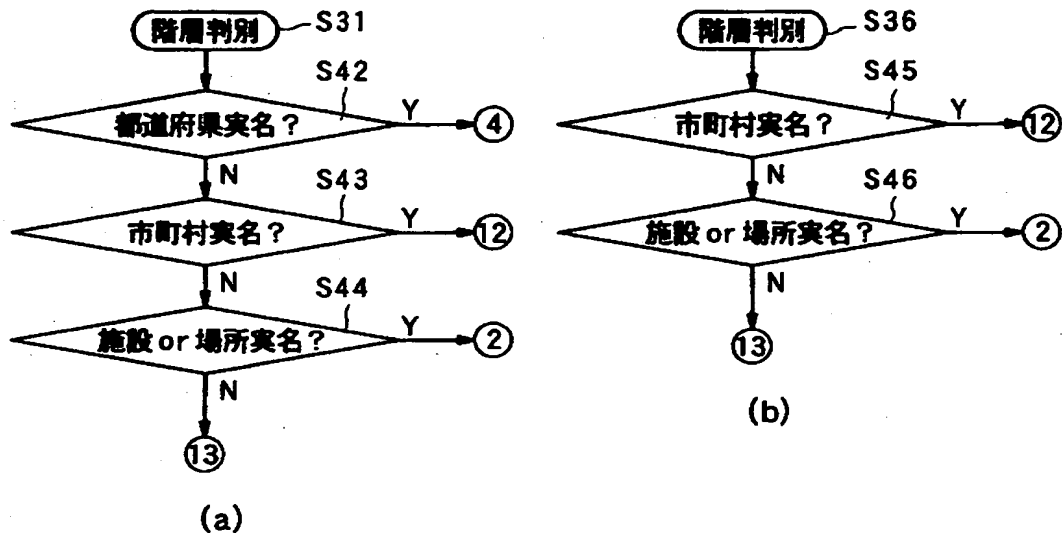 階層判別 S31
S42
都道府県実名? Y 4
N
S43
市町村実名? Y 12
N
S44
施設 or 場所実名? Y 2
N
13
(a)
階層判別 S36
S45
市町村実名? Y 12
N
S46
施設 or 場所実名? Y 2
N
13
(b)